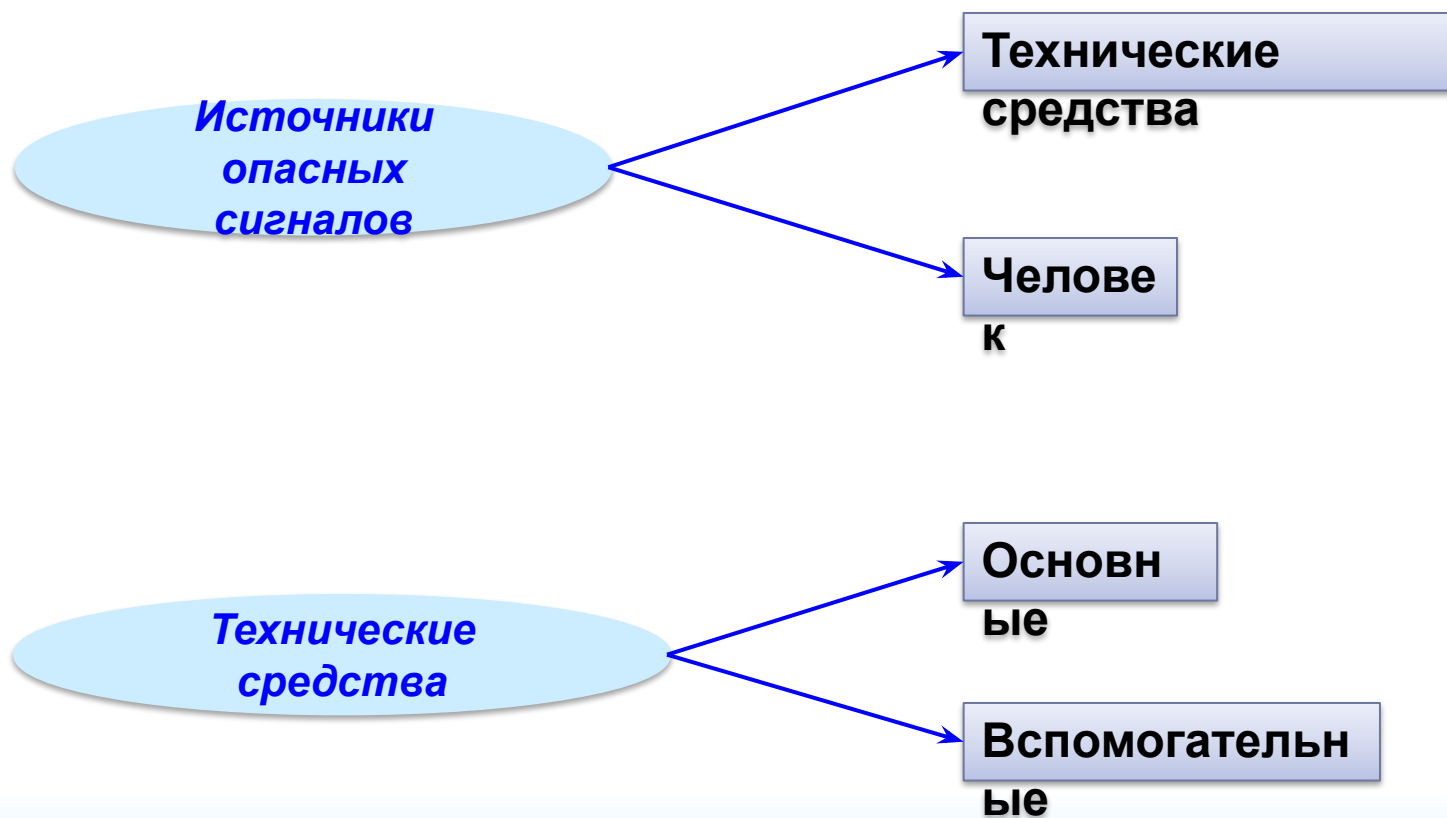 Источники
опасных
сигналов
Технические
средства
Челове
к
Технические
средства
Основн
ые
Вспомогательн
ые